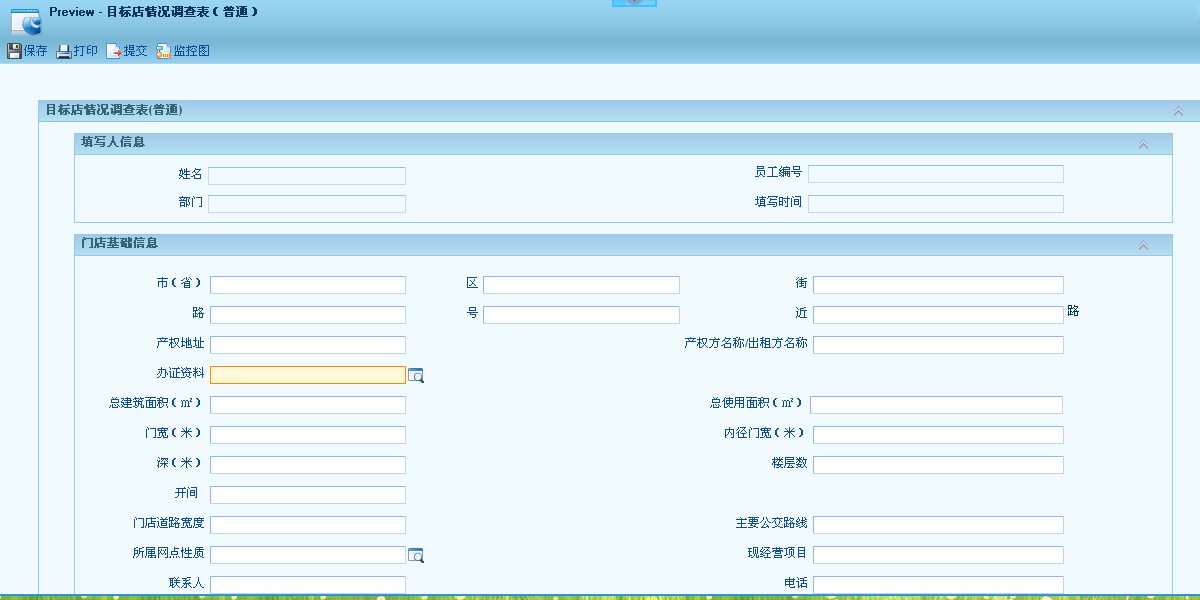 Preview - 目标店情况调查表（普通）
保存 打印 提交 监控图
目标店情况调查表(普通)
填写人信息
姓名 员工编号
部门 填写时间
门店基础信息
市（省） 区 街
路 号 近 路
产权地址 产权方名称/出租方名称
办证资料
总建筑面积（㎡） 总使用面积（㎡）
门宽（米） 内径门宽（米）
深（米） 楼层数
开间
门店道路宽度 主要公交路线
所属网点性质 现经营项目
联系人 电话